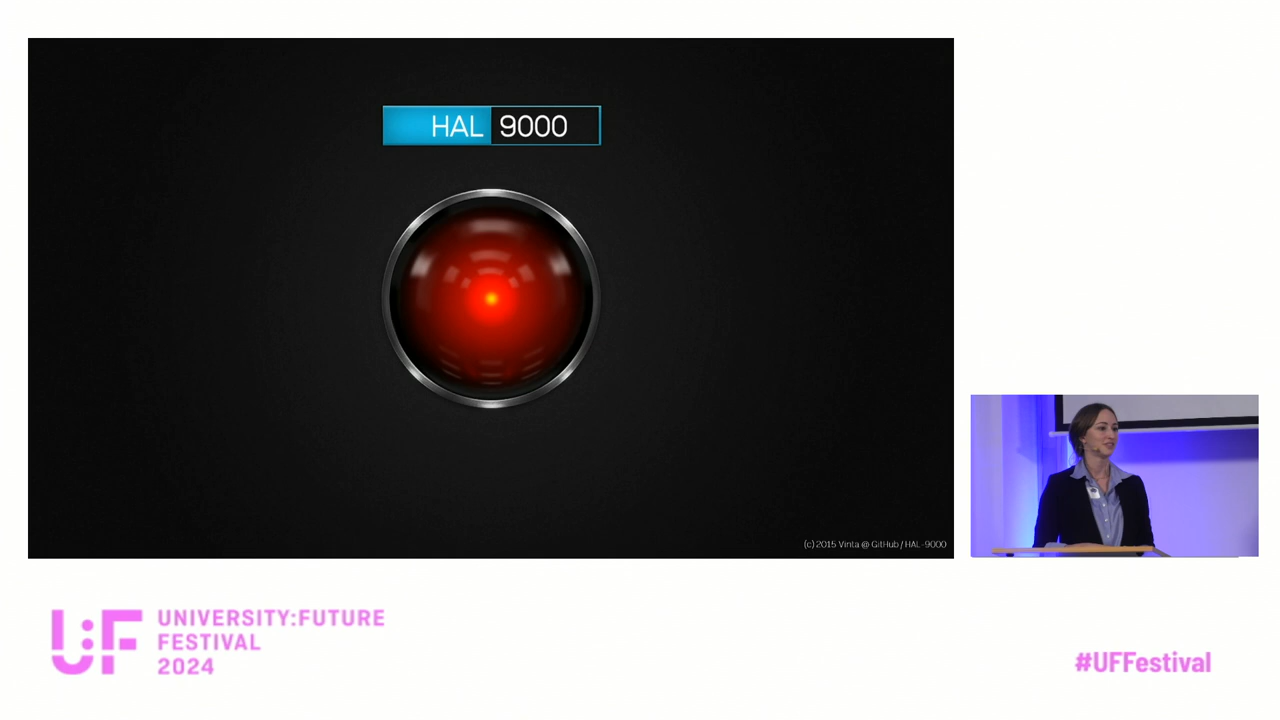 HAL 9000
(c) 2015 Vinta @ GitHub / HAL-9000
U:F
UNIVERSITY:FUTURE
FESTIVAL
2024
#UFFestival